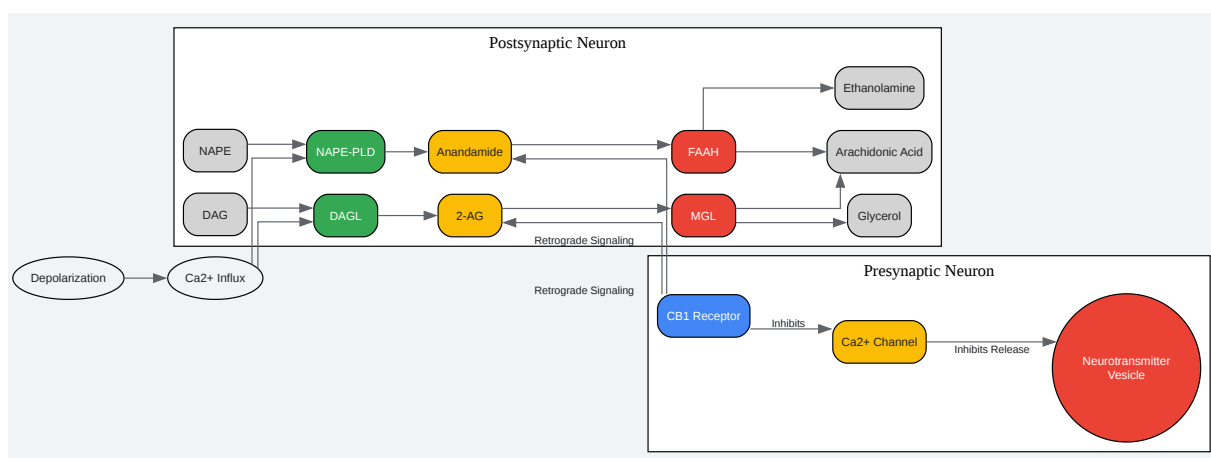 Postsynaptic Neuron
Ethanolamine
NAPE
NAPE-PLD
Anandamide
FAAH
Arachidonic Acid
DAG
DAGL
2-AG
MGL
Glycerol
Retrograde Signaling
Depolarization
Ca2+ Influx
Presynaptic Neuron
Retrograde Signaling
CB1 Receptor
Inhibits
Ca2+ Channel
Inhibits Release
Neurotransmitter
Vesicle